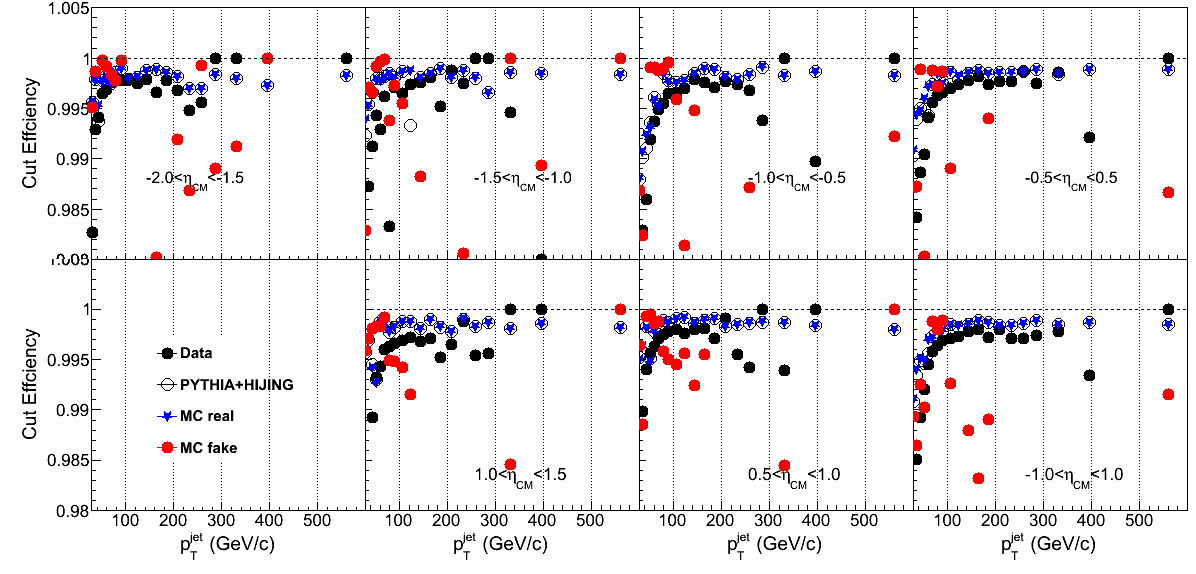 1.005
1
0.995
0.99
0.985
Cut Effciency
-2.0<η_CM<-1.5
-1.5<η_CM<-1.0
-1.0<η_CM<-0.5
-0.5<η_CM<0.5
1
0.995
0.99
0.985
0.98
Cut Effciency
Data
PYTHIA+HIJING
MC real
MC fake
1.0<η_CM<1.5
0.5<η_CM<1.0
-1.0<η_CM<1.0
100 200 300 400 500
100 200 300 400 500
100 200 300 400 500
100 200 300 400 500
p_T^jet (GeV/c)
p_T^jet (GeV/c)
p_T^jet (GeV/c)
p_T^jet (GeV/c)